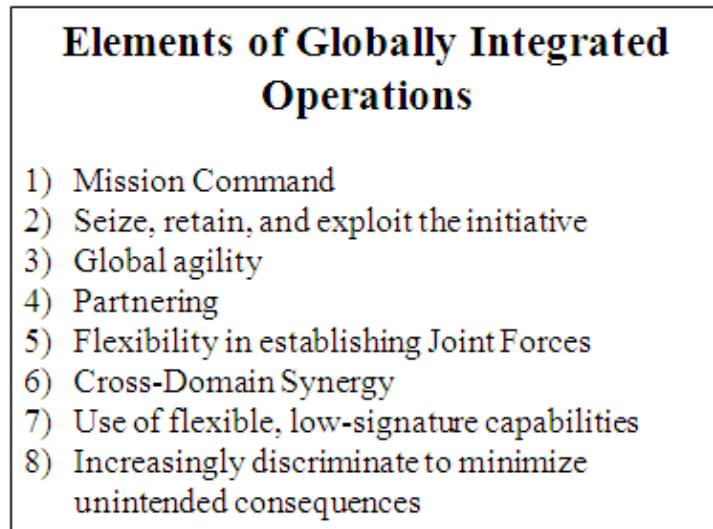 Elements of Globally Integrated
Operations
1) Mission Command
2) Seize, retain, and exploit the initiative
3) Global agility
4) Partnering
5) Flexibility in establishing Joint Forces
6) Cross-Domain Synergy
7) Use of flexible, low-signature capabilities
8) Increasingly discriminate to minimize
unintended consequences